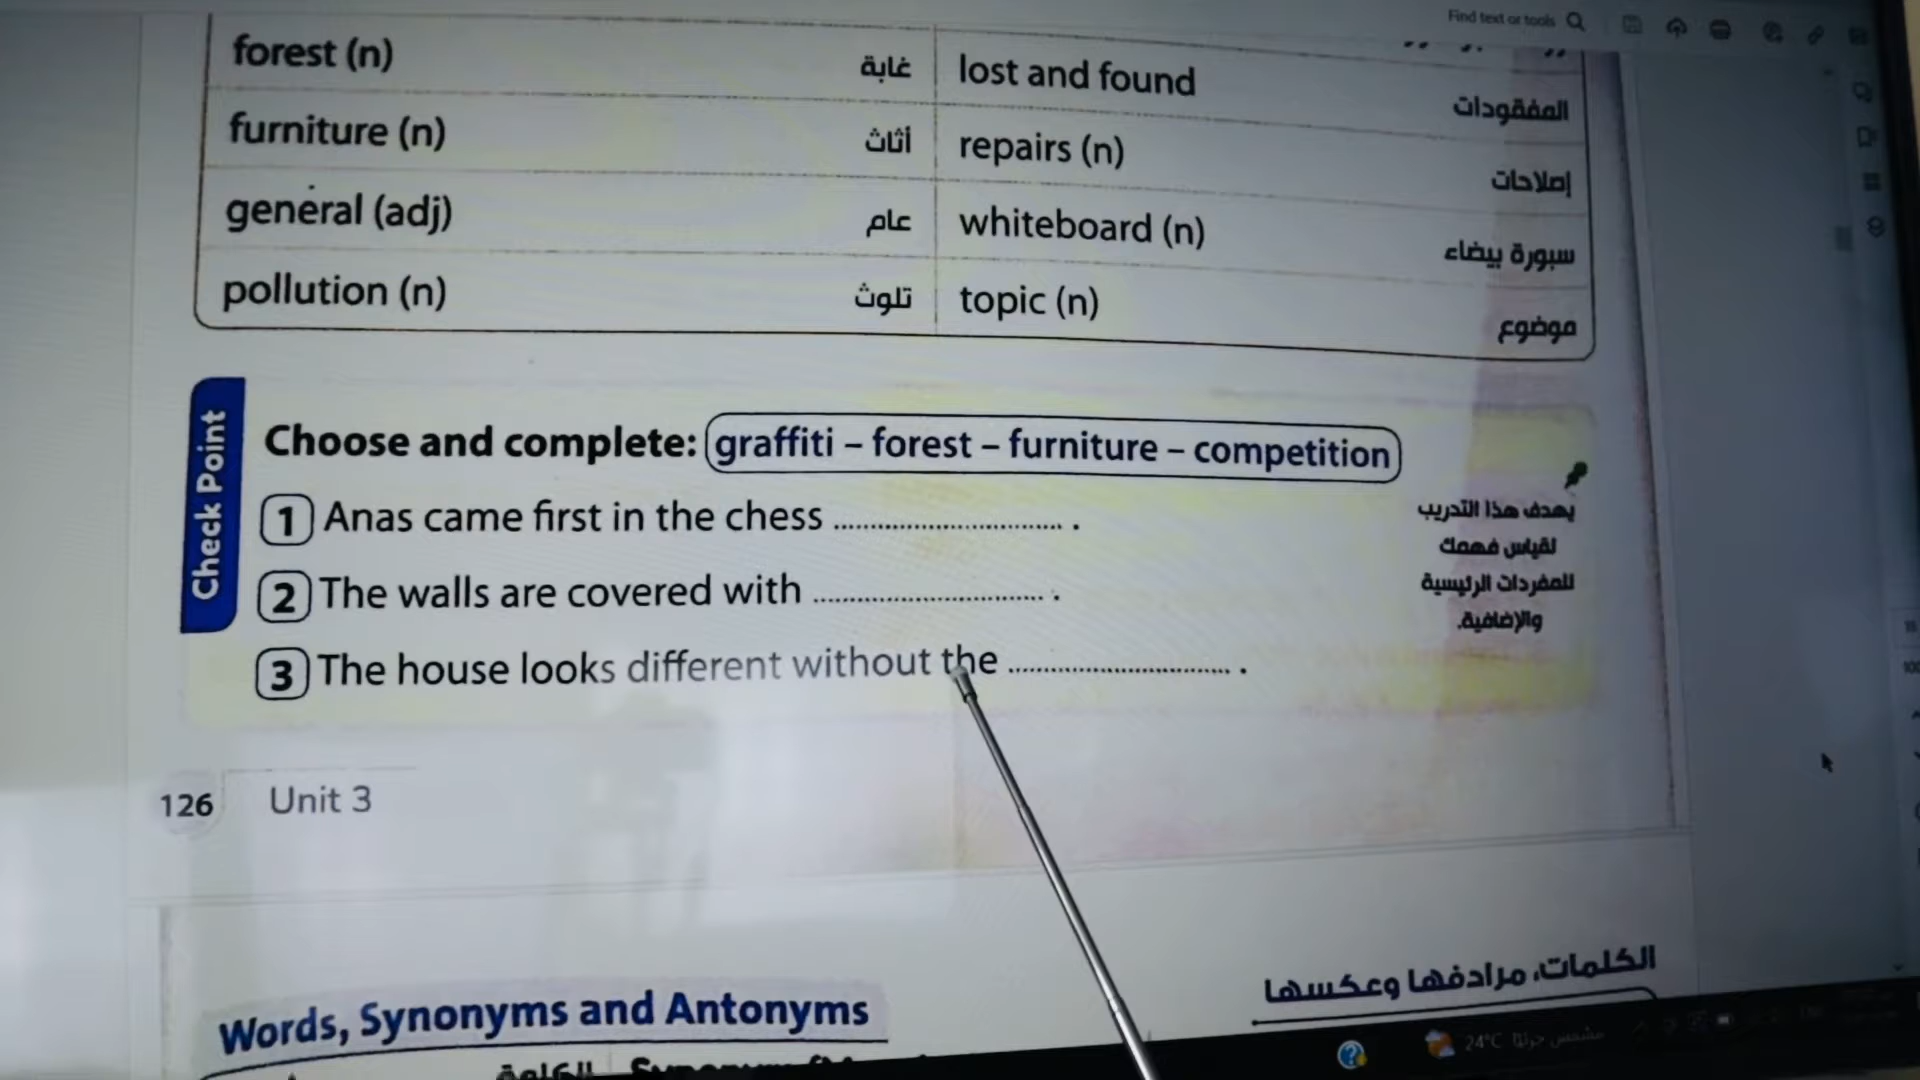 Find text or tools
forest (n) غابة lost and found المفقودات
furniture (n) أثاث repairs (n) إصلاحات
general (adj) عام whiteboard (n) سبورة بيضاء
pollution (n) تلوث topic (n) موضوع
Check Point
Choose and complete: graffiti – forest – furniture – competition
1 Anas came first in the chess ............................ .
2 The walls are covered with ............................ .
3 The house looks different without the ............................ .
يهدف هذا التدريب
لقياس فهمك
للمفردات الرئيسية
والإضافية.
126 Unit 3
Words, Synonyms and Antonyms الكلمات، مرادفها وعكسها
الكلمة
24°C مشمس جزئيًا